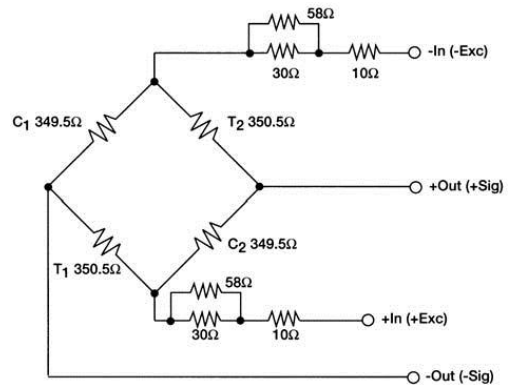 58Ω
-In (-Exc)
30Ω
10Ω
C1 349.5Ω
T2 350.5Ω
+Out (+Sig)
T1 350.5Ω
C2 349.5Ω
58Ω
+In (+Exc)
30Ω
10Ω
-Out (-Sig)